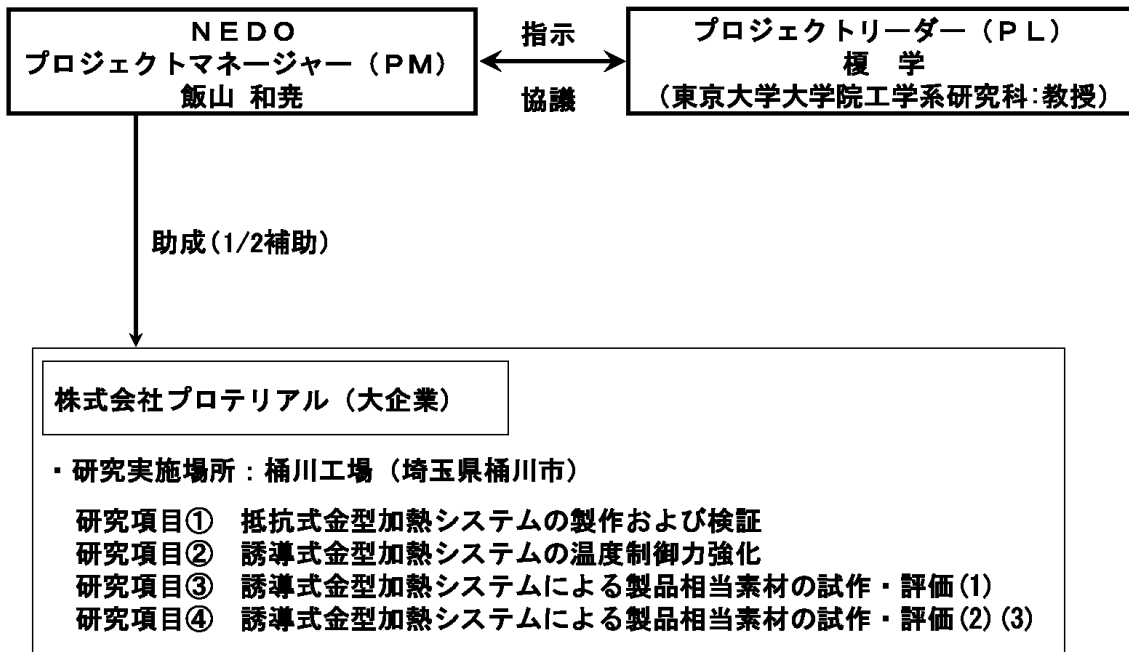 NEDO
プロジェクトマネージャー（PM）
飯山 和尭
指示
協議
プロジェクトリーダー（PL）
榎 学
（東京大学大学院工学系研究科：教授）
助成（1/2補助）
株式会社プロテリアル（大企業）
・研究実施場所：桶川工場（埼玉県桶川市）
研究項目① 抵抗式金型加熱システムの製作および検証
研究項目② 誘導式金型加熱システムの温度制御力強化
研究項目③ 誘導式金型加熱システムによる製品相当素材の試作・評価(1)
研究項目④ 誘導式金型加熱システムによる製品相当素材の試作・評価(2)(3)